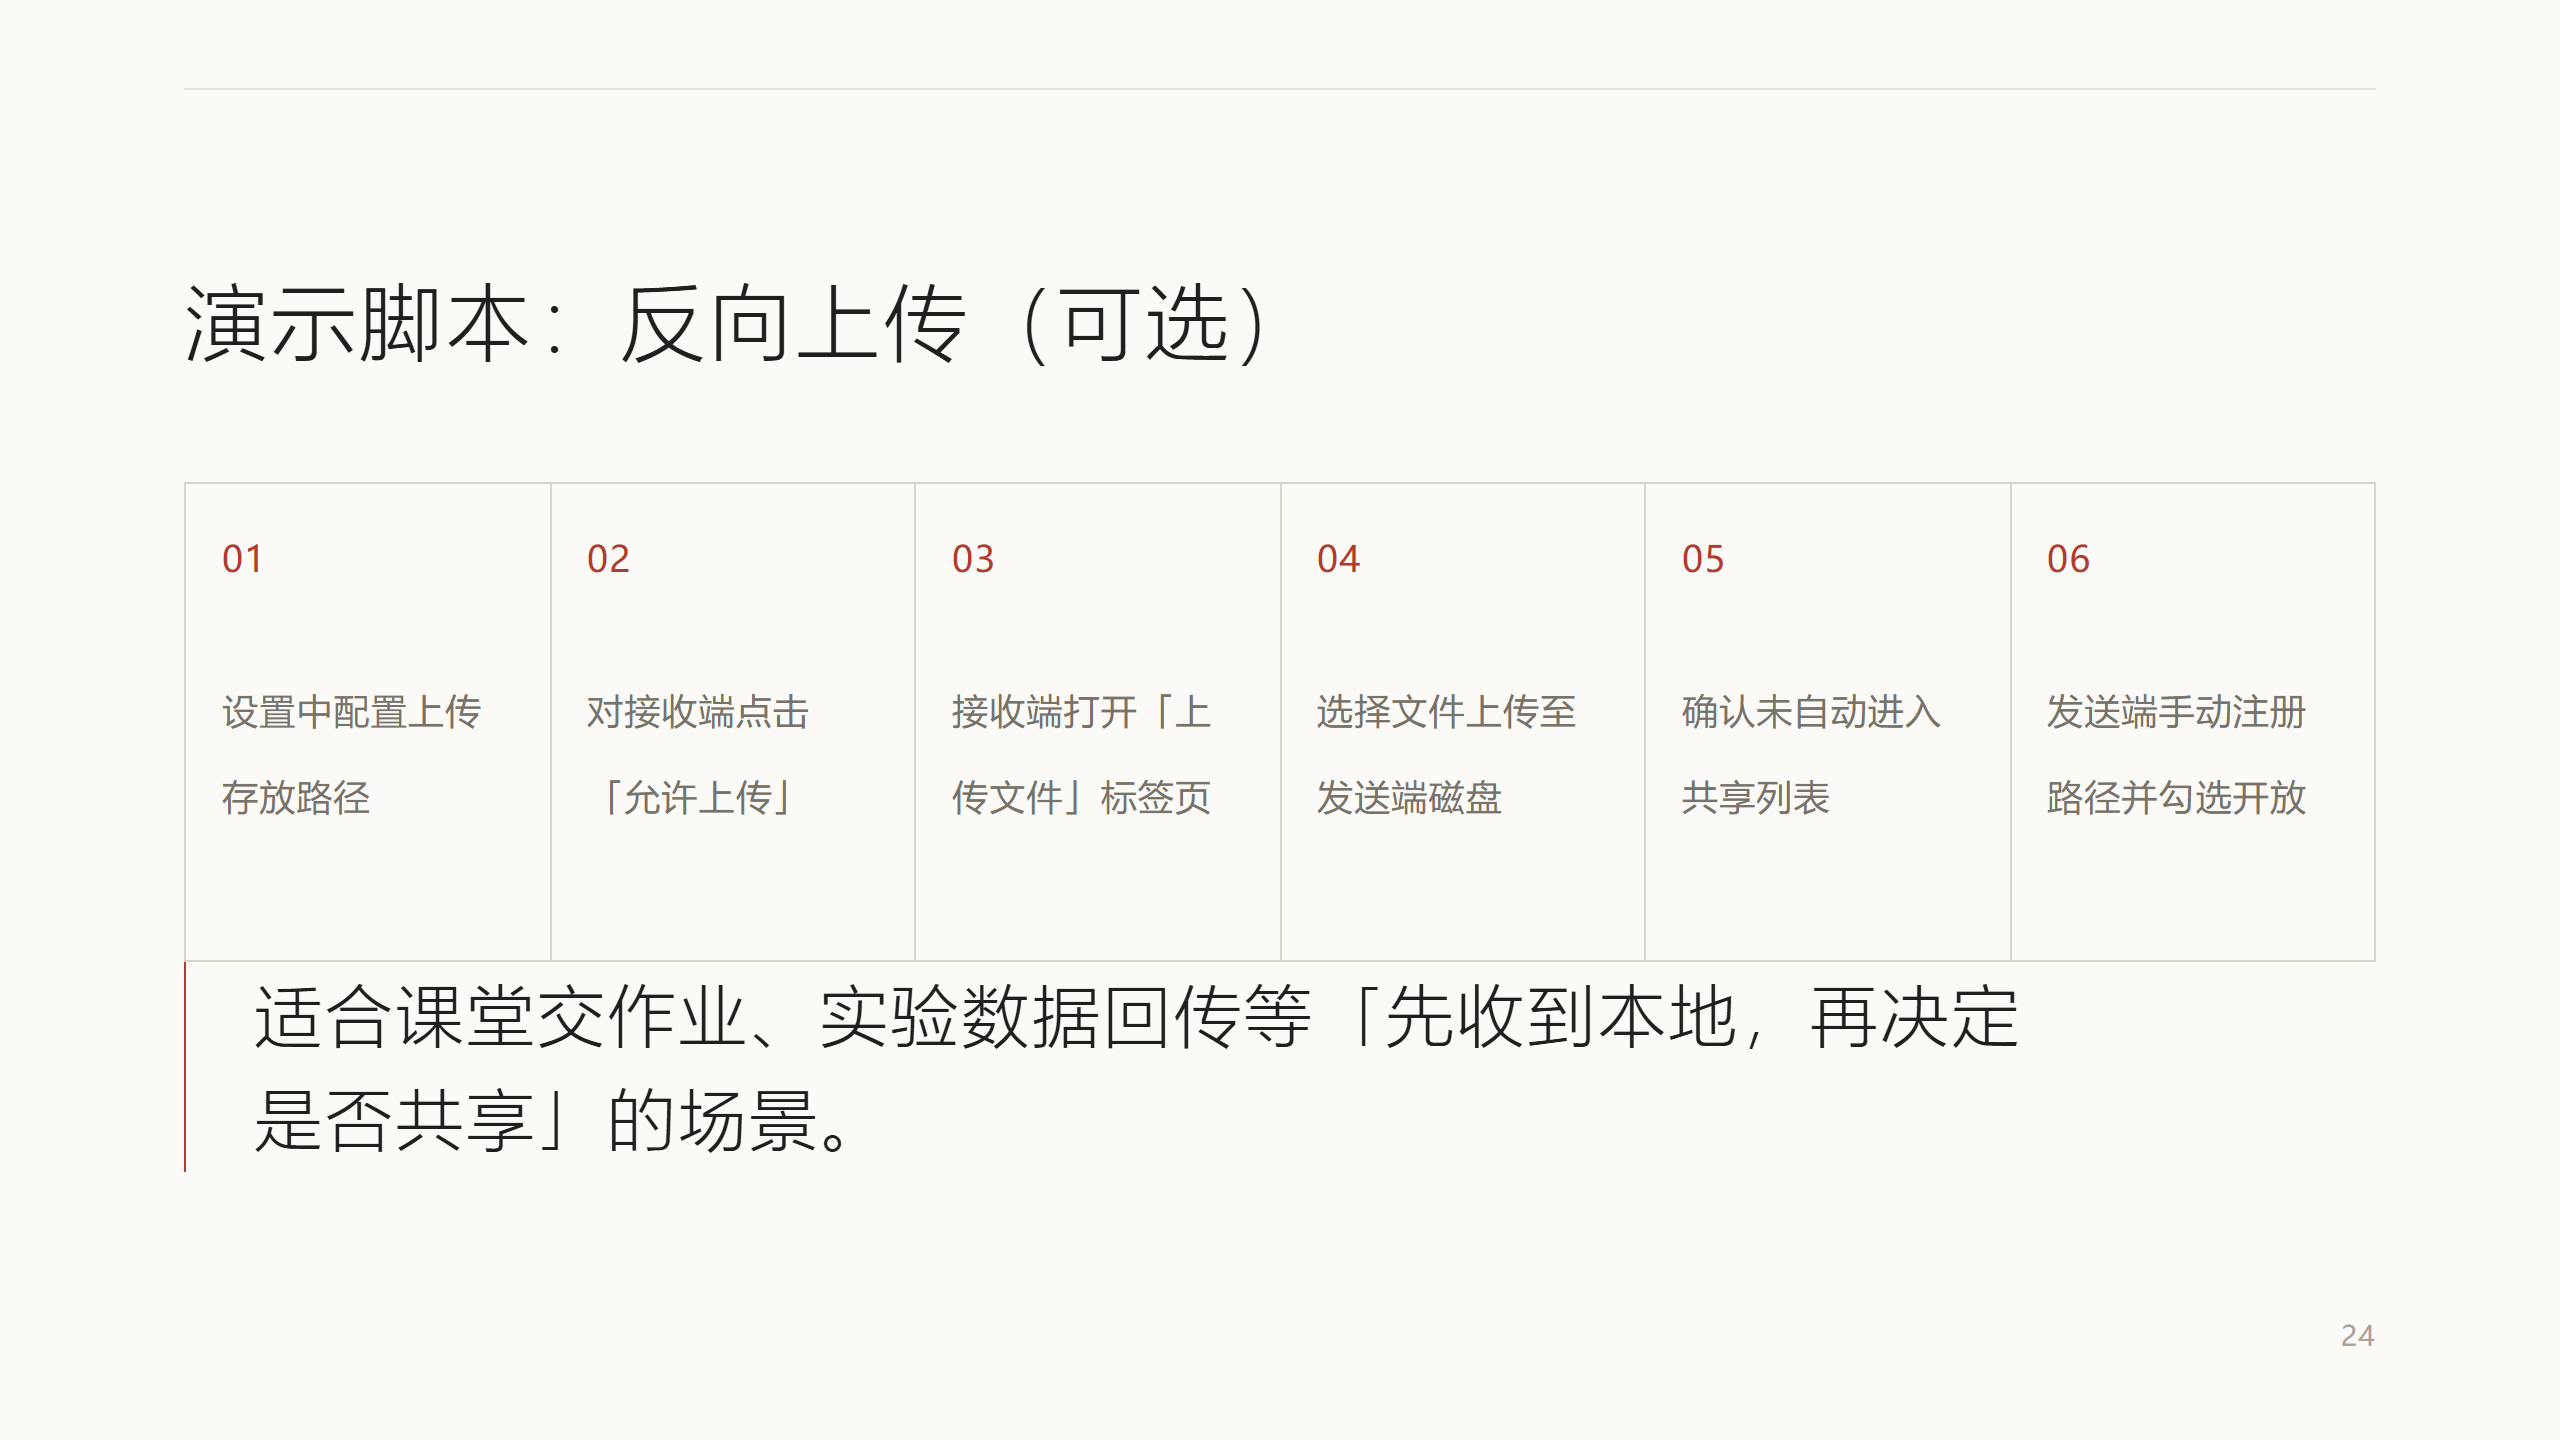 演示脚本：反向上传（可选）
01
设置中配置上传
存放路径
02
对接收端点击
「允许上传」
03
接收端打开「上
传文件」标签页
04
选择文件上传至
发送端磁盘
05
确认未自动进入
共享列表
06
发送端手动注册
路径并勾选开放
适合课堂交作业、实验数据回传等「先收到本地，再决定
是否共享」的场景。
24